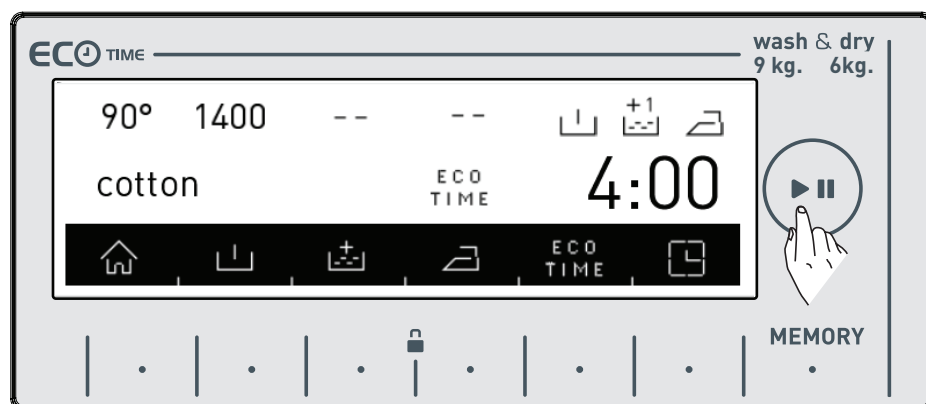 ECO TIME
wash & dry
9 kg. 6kg.
90° 1400 -- -- +1
cotton ECO TIME 4:00
ECO TIME
MEMORY